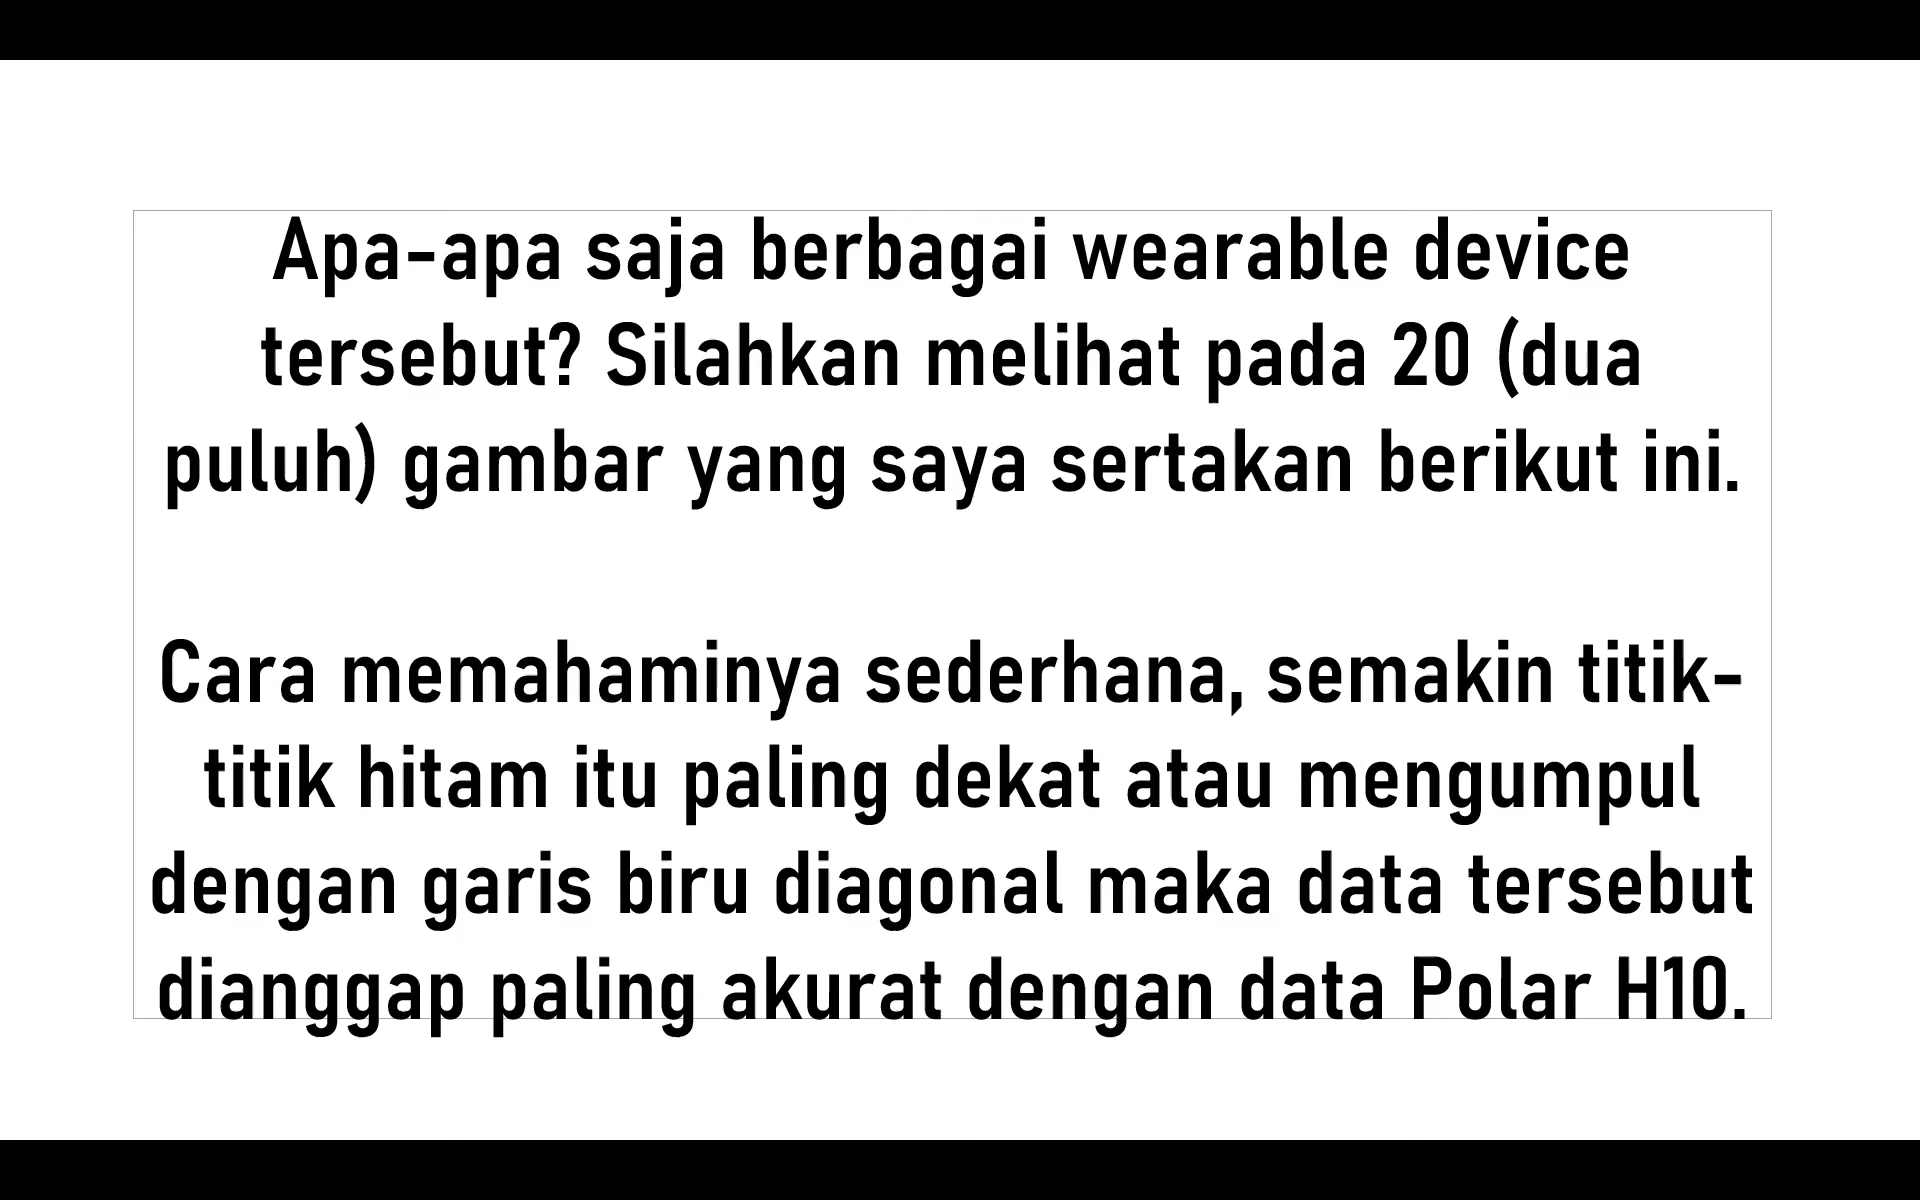 Apa-apa saja berbagai wearable device
tersebut? Silahkan melihat pada 20 (dua
puluh) gambar yang saya sertakan berikut ini.
Cara memahaminya sederhana, semakin titik-
titik hitam itu paling dekat atau mengumpul
dengan garis biru diagonal maka data tersebut
dianggap paling akurat dengan data Polar H10.